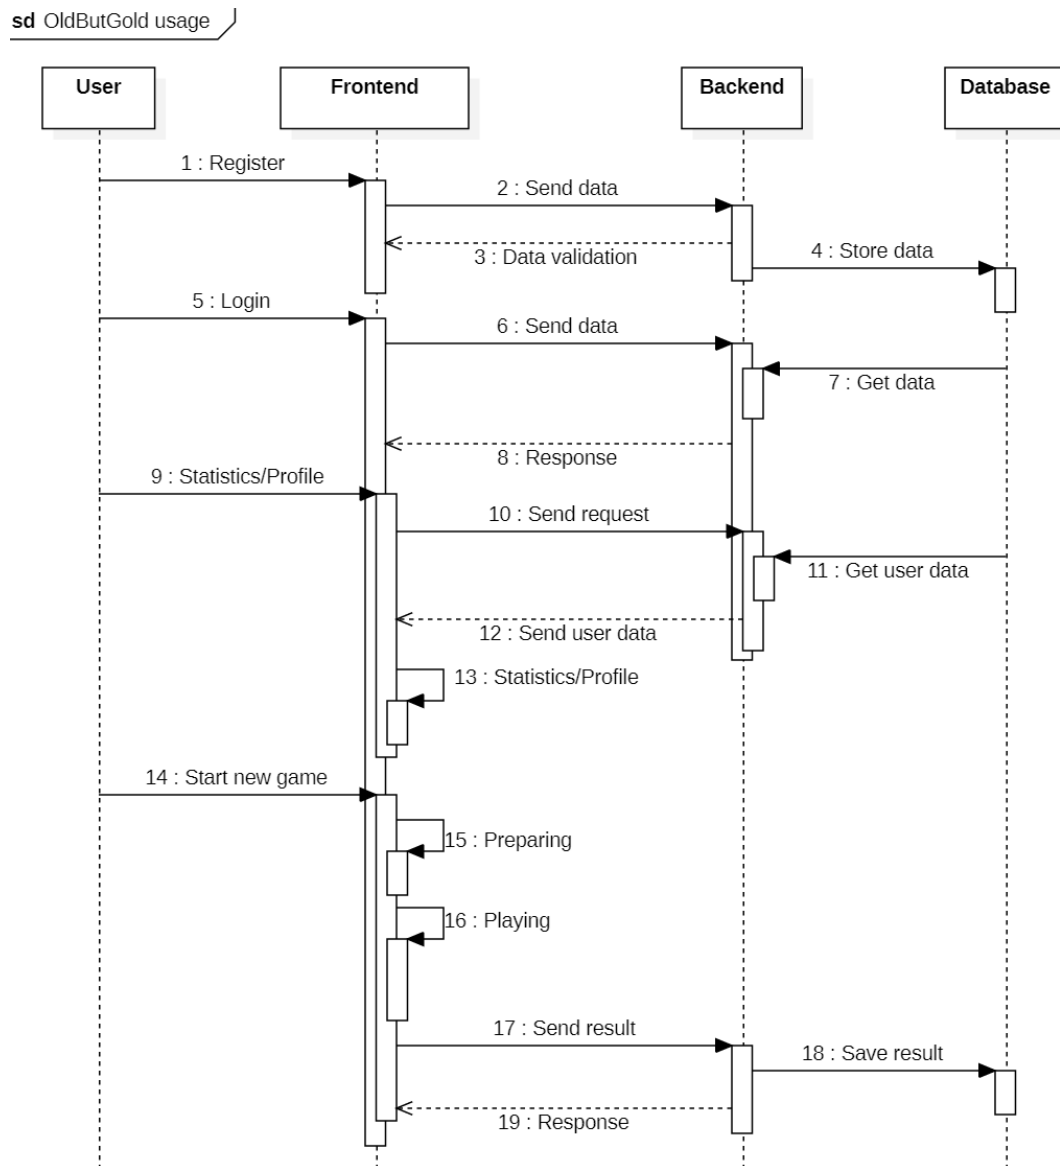 sd OldButGold usage
User
Frontend
Backend
Database
1 : Register
2 : Send data
3 : Data validation
4 : Store data
5 : Login
6 : Send data
7 : Get data
8 : Response
9 : Statistics/Profile
10 : Send request
11 : Get user data
12 : Send user data
13 : Statistics/Profile
14 : Start new game
15 : Preparing
16 : Playing
17 : Send result
18 : Save result
19 : Response